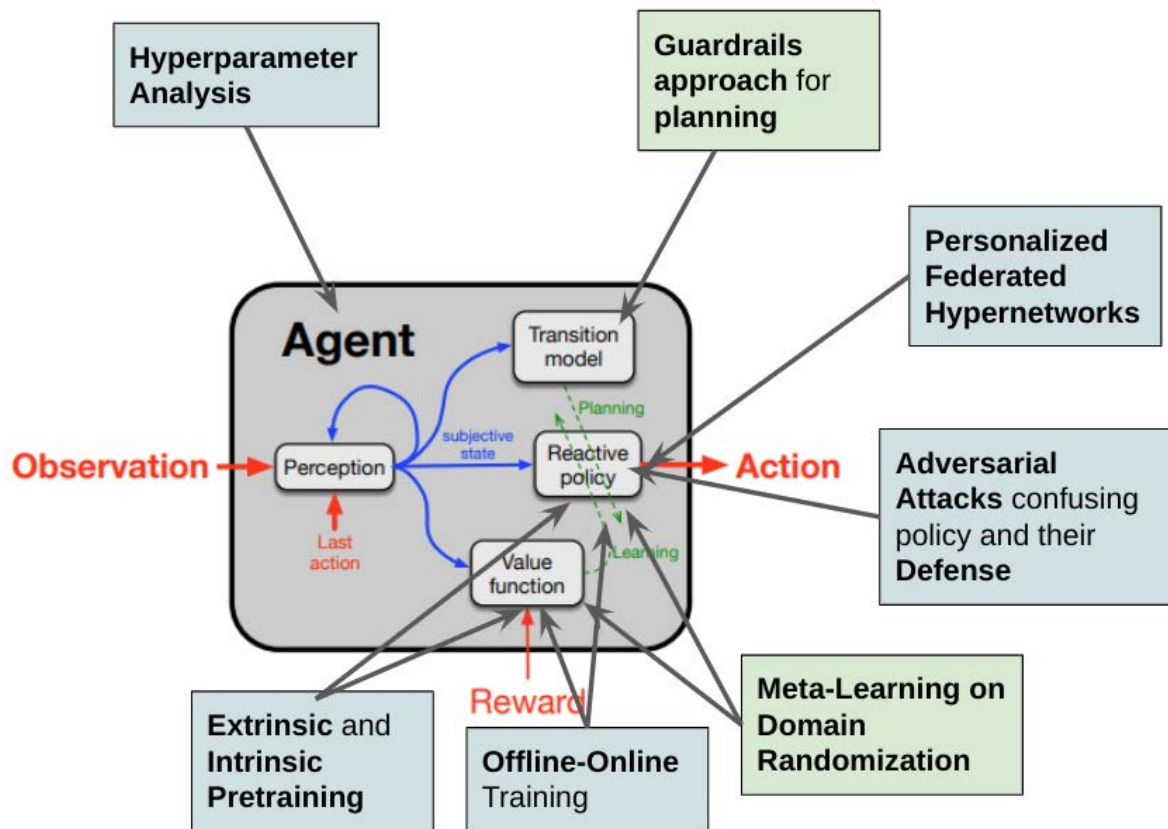 Hyperparameter
Analysis
Guardrails
approach for
planning
Personalized
Federated
Hypernetworks
Agent
Transition
model
Planning
subjective
state
Observation
Perception
Reactive
policy
Action
Last
action
Learning
Value
function
Adversarial
Attacks confusing
policy and their
Defense
Reward
Extrinsic and
Intrinsic
Pretraining
Offline-Online
Training
Meta-Learning on
Domain
Randomization